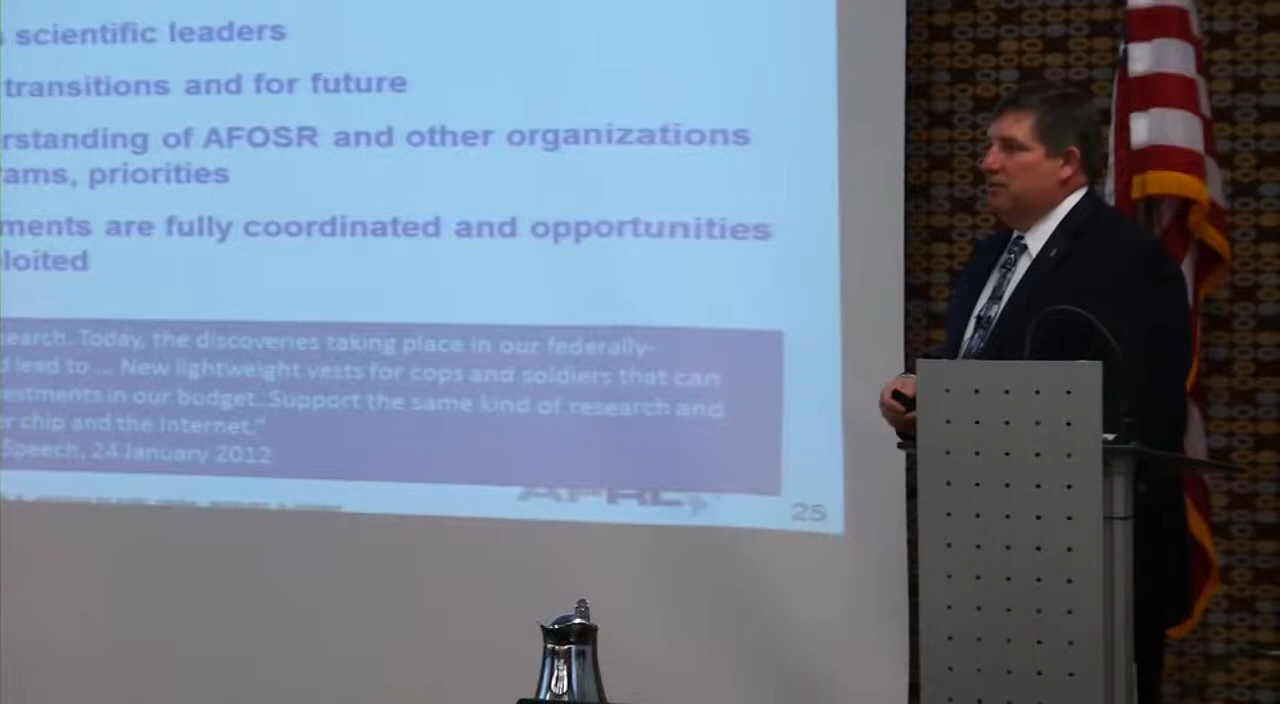 scientific leaders
transitions and for future
rstanding of AFOSR and other organizations
ams, priorities
ments are fully coordinated and opportunities
loited
earch. Today, the discoveries taking place in our federally-
d lead to ... New lightweight vests for cops and soldiers that can
estments in our budget. Support the same kind of research and
er chip and the Internet."
Speech, 24 January 2012
AFRL
25